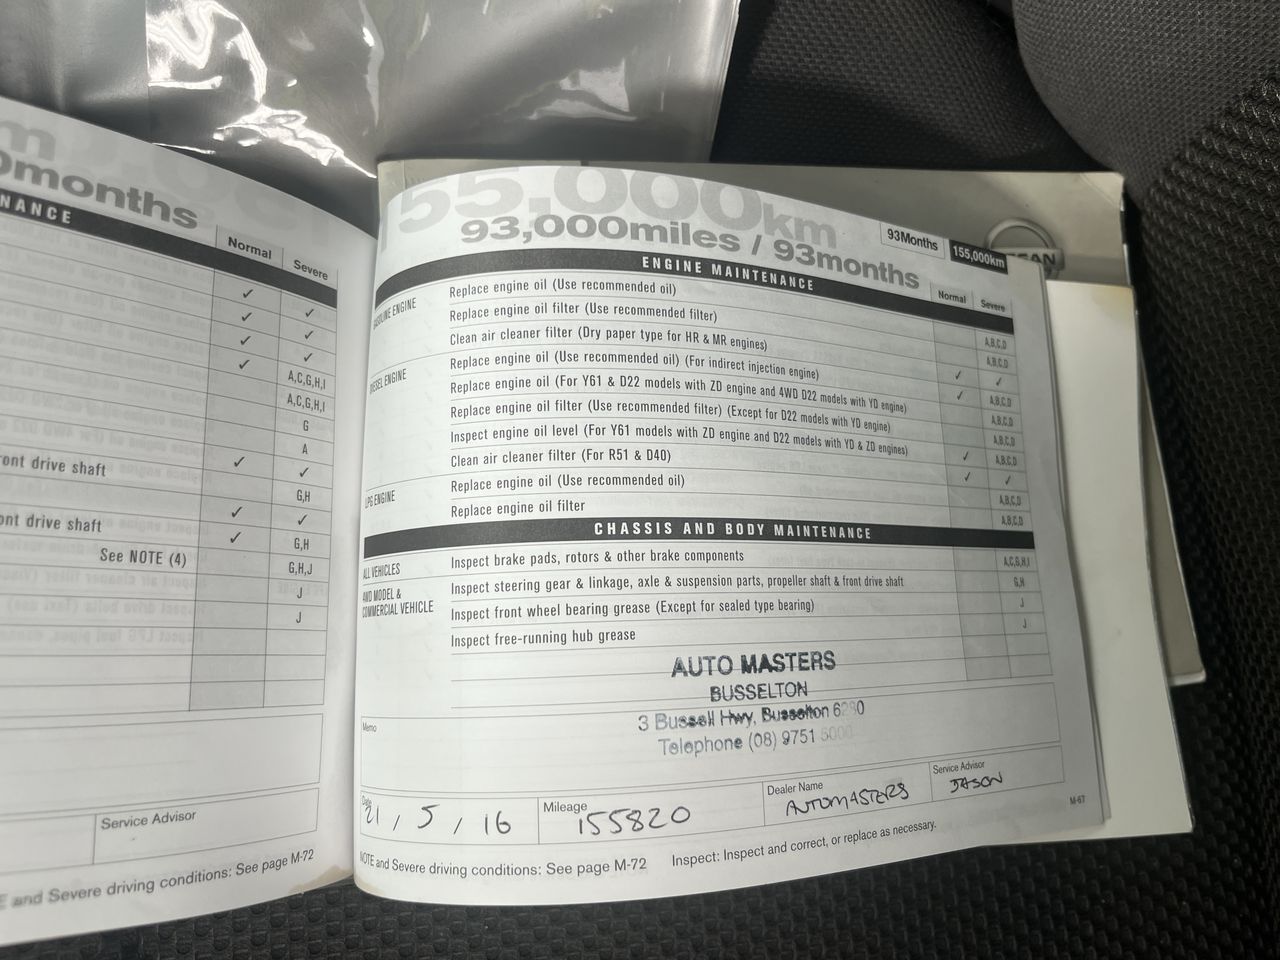 months
NANCE
Normal
Severe
✓
✓ ✓
✓ ✓
✓ ✓
A,C,G,H,I
A,C,G,H,I
G
A
ront drive shaft ✓ ✓
G,H
✓ ✓
ont drive shaft ✓ G,H
See NOTE (4) G,H,J
J
J
Service Advisor
and Severe driving conditions: See page M-72
155,000km
93,000miles / 93months
93Months 155,000km
ENGINE MAINTENANCE
Normal Severe
GASOLINE ENGINE
Replace engine oil (Use recommended oil) A,B,C,D
Replace engine oil filter (Use recommended filter) A,B,C,D
Clean air cleaner filter (Dry paper type for HR & MR engines) ✓ ✓
DIESEL ENGINE
Replace engine oil (Use recommended oil) (For indirect injection engine) ✓ A,B,C,D
Replace engine oil (For Y61 & D22 models with ZD engine and 4WD D22 models with YD engine) A,B,C,D
Replace engine oil filter (Use recommended filter) (Except for D22 models with YD engine) A,B,C,D
Inspect engine oil level (For Y61 models with ZD engine and D22 models with YD & ZD engines) ✓ A,B,C,D
Clean air cleaner filter (For R51 & D40) ✓ ✓
LPG ENGINE
Replace engine oil (Use recommended oil) A,B,C,D
Replace engine oil filter A,B,C,D
CHASSIS AND BODY MAINTENANCE
ALL VEHICLES
Inspect brake pads, rotors & other brake components A,C,G,H,I
4WD MODEL &
COMMERCIAL VEHICLE
Inspect steering gear & linkage, axle & suspension parts, propeller shaft & front drive shaft G,H
Inspect front wheel bearing grease (Except for sealed type bearing) J
Inspect free-running hub grease J
AUTO MASTERS
BUSSELTON
3 Bussell Hwy, Busselton 6280
Telephone (08) 9751 5000
Memo
Date
21 / 5 / 16
Mileage
155820
Dealer Name
AUTOMASTERS
Service Advisor
JASON
M-67
NOTE and Severe driving conditions: See page M-72 Inspect: Inspect and correct, or replace as necessary.